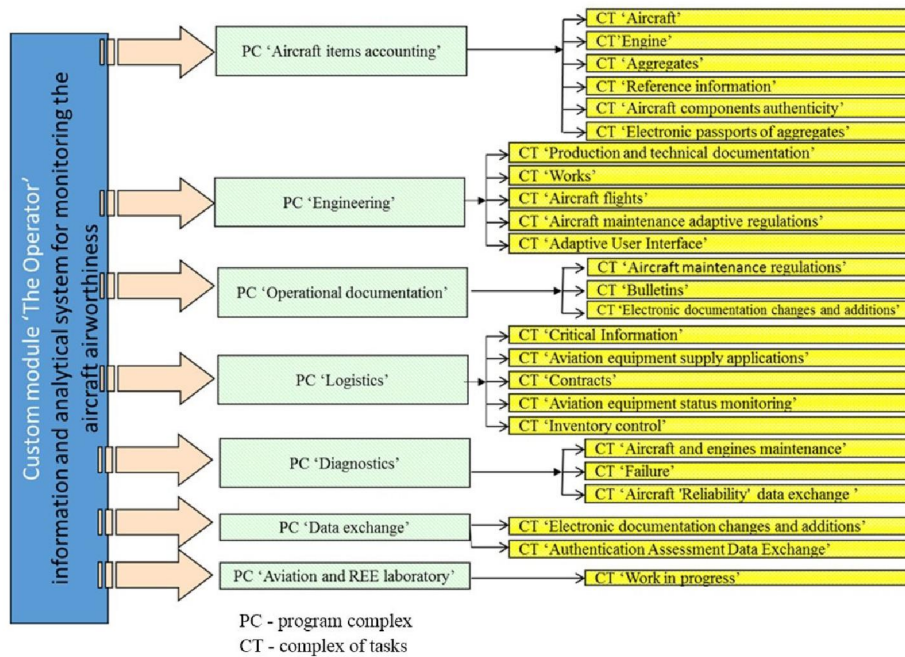 Custom module ‘The Operator’
information and analytical system for monitoring the
aircraft airworthiness
PC ‘Aircraft items accounting’
CT ‘Aircraft’
CT’Engine’
CT ‘Aggregates’
CT ‘Reference information’
CT ‘Aircraft components authenticity’
CT ‘Electronic passports of aggregates’
PC ‘Engineering’
CT ‘Production and technical documentation’
CT ‘Works’
CT ‘Aircraft flights’
CT ‘Aircraft maintenance adaptive regulations’
CT ‘Adaptive User Interface’
PC ‘Operational documentation’
CT ‘Aircraft maintenance regulations’
CT ‘Bulletins’
CT ‘Electronic documentation changes and additions’
PC ‘Logistics’
CT ‘Critical Information’
CT ‘Aviation equipment supply applications’
CT ‘Contracts’
CT ‘Aviation equipment status monitoring’
CT ‘Inventory control’
PC ‘Diagnostics’
CT ‘Aircraft and engines maintenance’
CT ‘Failure’
CT ‘Aircraft 'Reliability' data exchange ’
PC ‘Data exchange’
CT ‘Electronic documentation changes and additions’
CT ‘Authentication Assessment Data Exchange’
PC ‘Aviation and REE laboratory’
CT ‘Work in progress’
PC - program complex
CT - complex of tasks